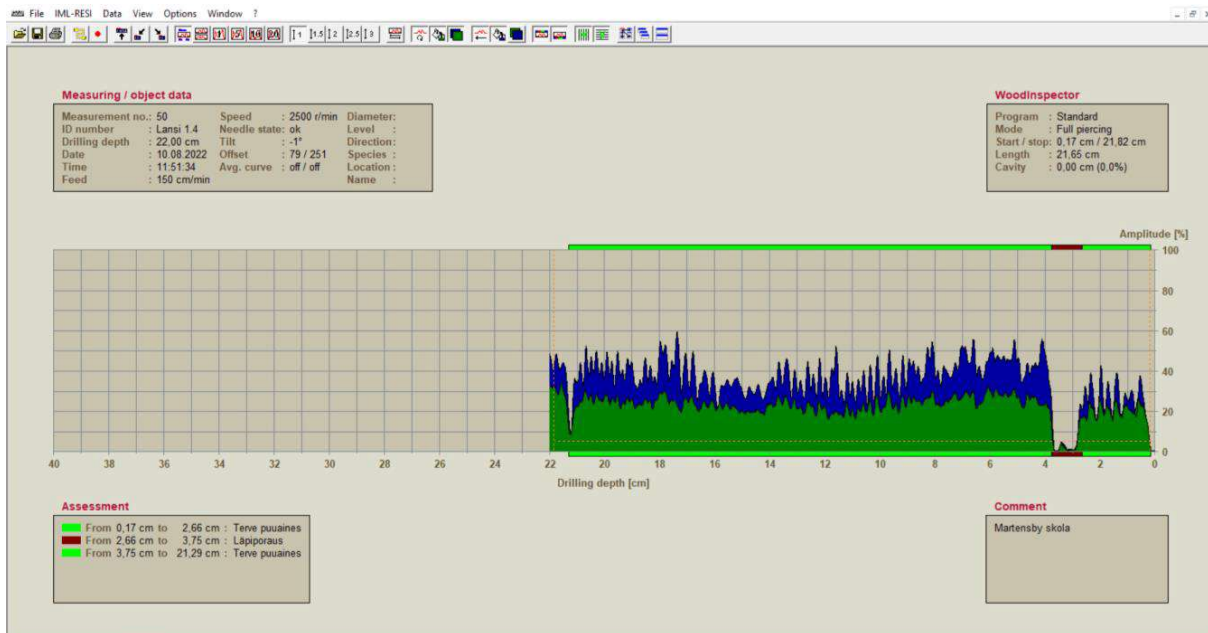 File IML-RESI Data View Options Window ?
1 1.5 2 2.5 3
Measuring / object data
Measurement no.: 50 Speed : 2500 r/min Diameter:
ID number : Lansi 1.4 Needle state: ok Level :
Drilling depth : 22,00 cm Tilt : -1° Direction:
Date : 10.08.2022 Offset : 79 / 251 Species :
Time : 11:51:34 Avg. curve : off / off Location :
Feed : 150 cm/min Name :
WoodInspector
Program : Standard
Mode : Full piercing
Start / stop: 0,17 cm / 21,82 cm
Length : 21,65 cm
Cavity : 0,00 cm (0,0%)
Amplitude [%]
100
80
60
40
20
0
40 38 36 34 32 30 28 26 24 22 20 18 16 14 12 10 8 6 4 2 0
Drilling depth [cm]
Assessment
From 0,17 cm to 2,66 cm : Terve puuaines
From 2,66 cm to 3,75 cm : Läpiporaus
From 3,75 cm to 21,29 cm : Terve puuaines
Comment
Martensby skola